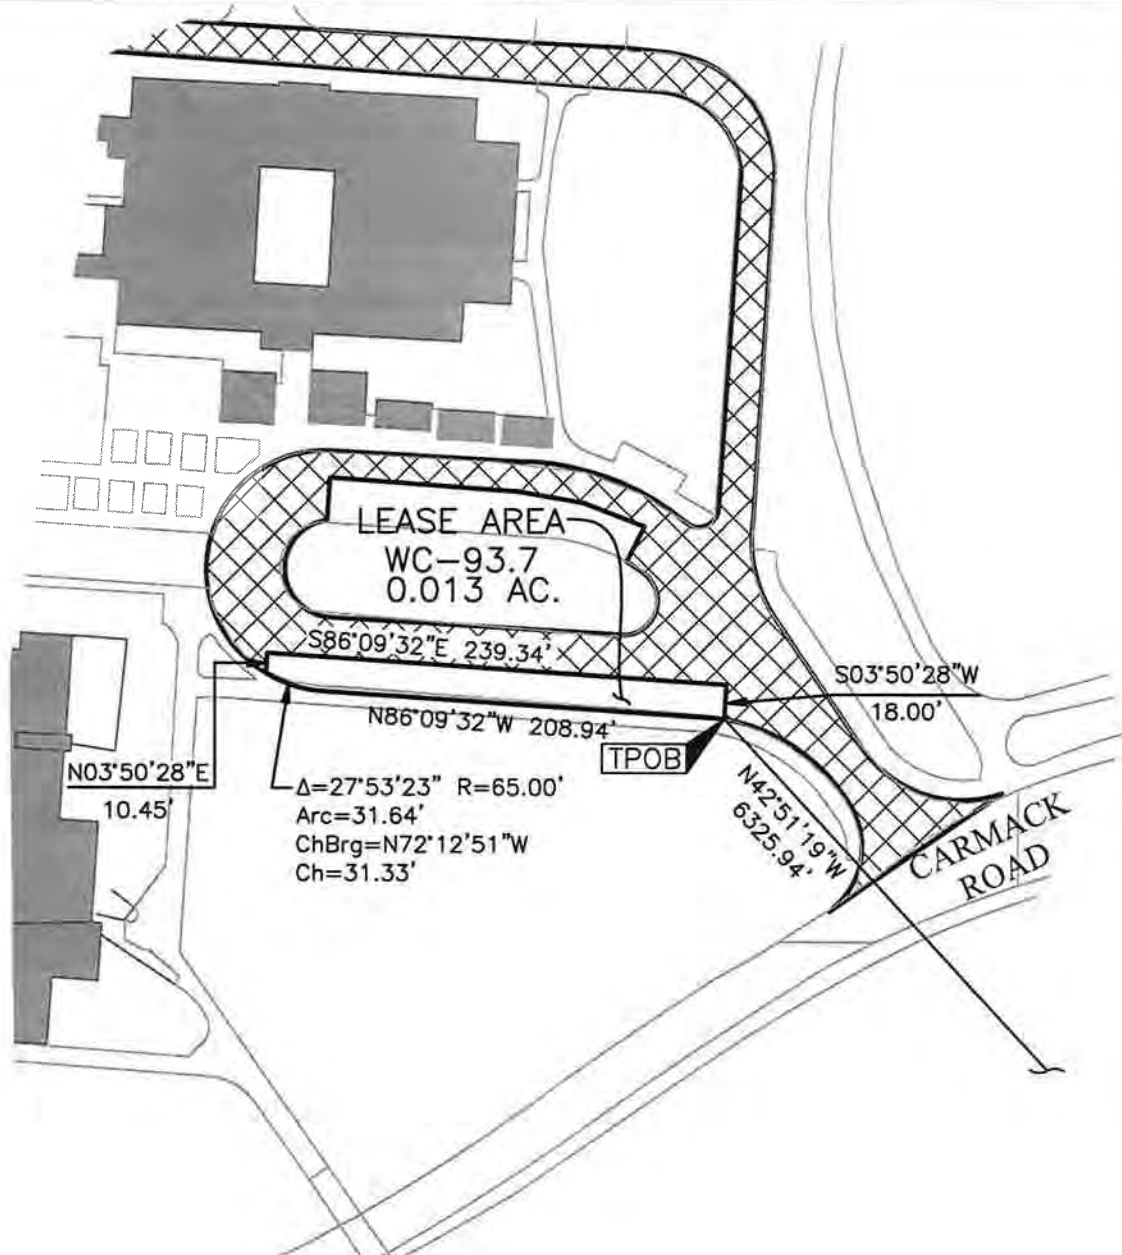 LEASE AREA
WC-93.7
0.013 AC.
S86°09'32"E 239.34'
S03°50'28"W
18.00'
N86°09'32"W 208.94'
TPOB
N03°50'28"E
10.45'
Δ=27°53'23" R=65.00'
Arc=31.64'
ChBrg=N72°12'51"W
Ch=31.33'
N42°51'19"W
6325.94'
CARMACK
ROAD